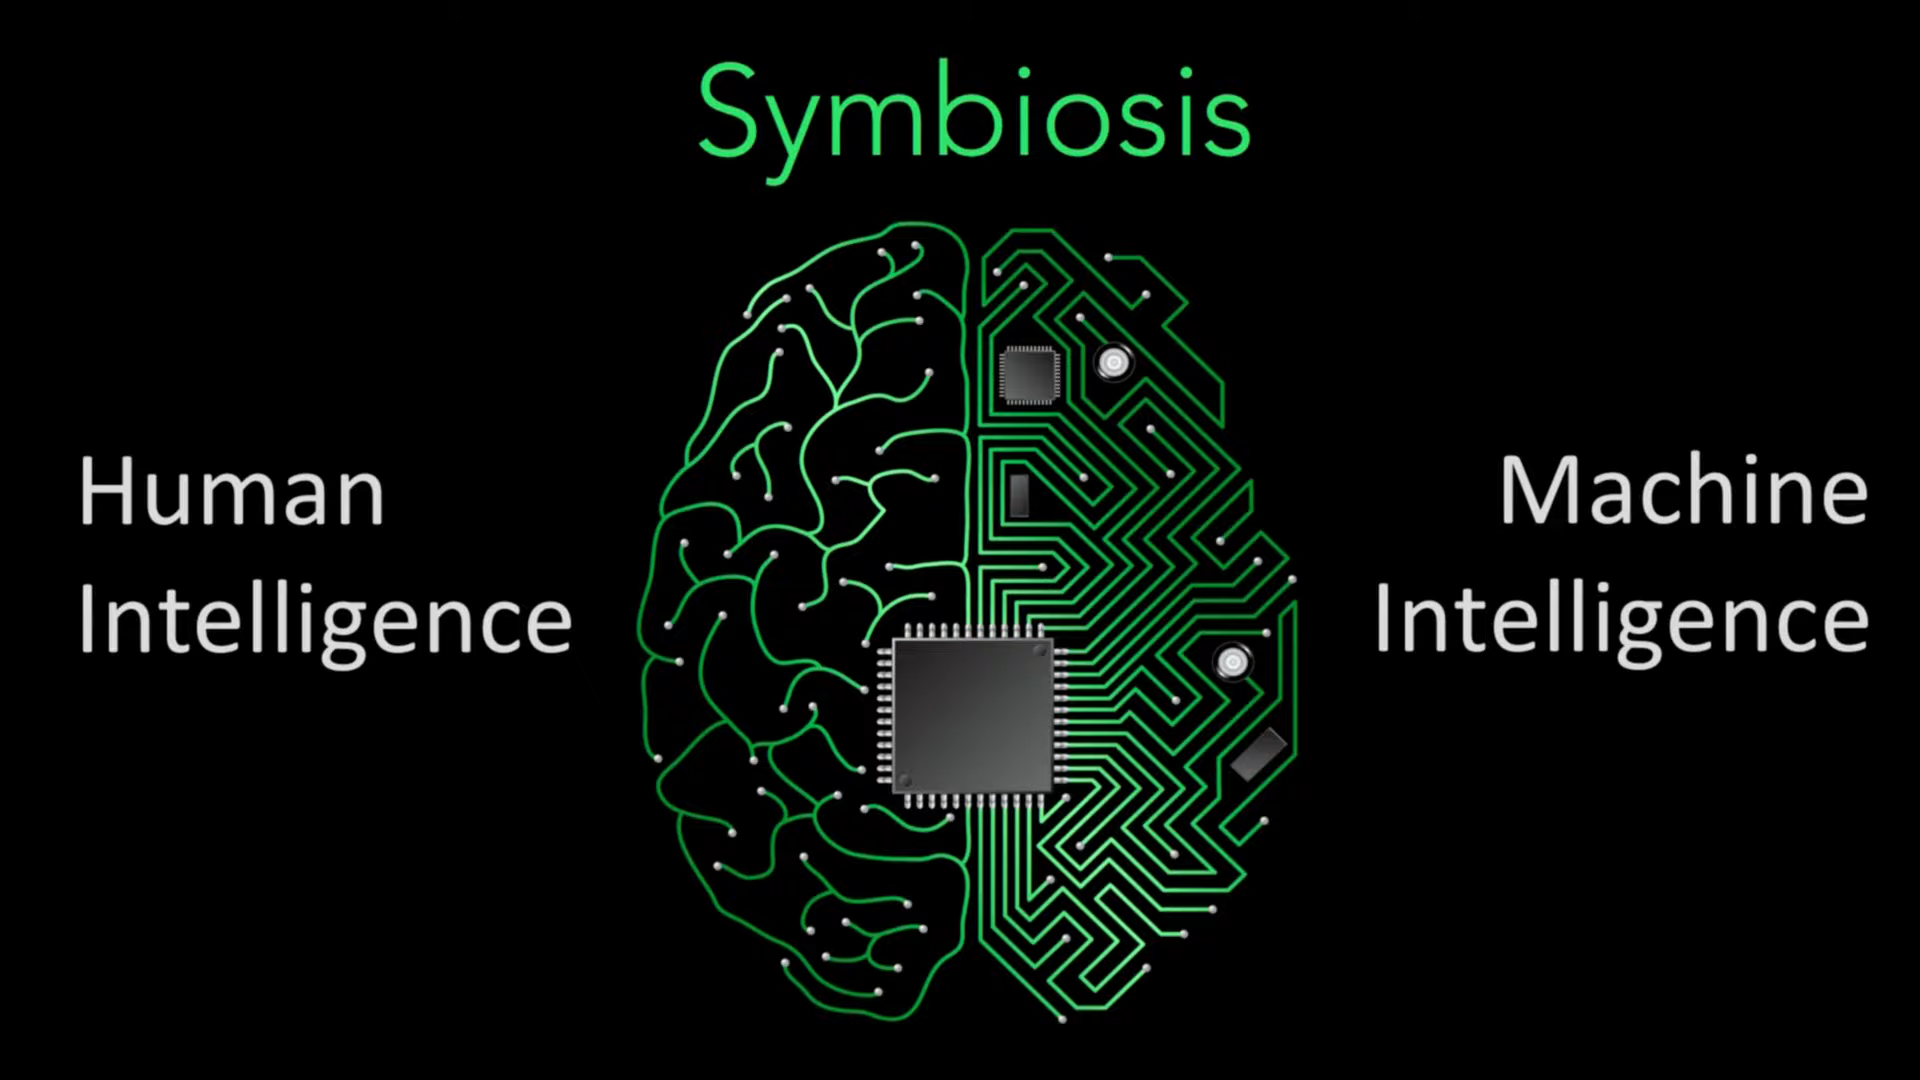 Symbiosis
Human
Intelligence
Machine
Intelligence